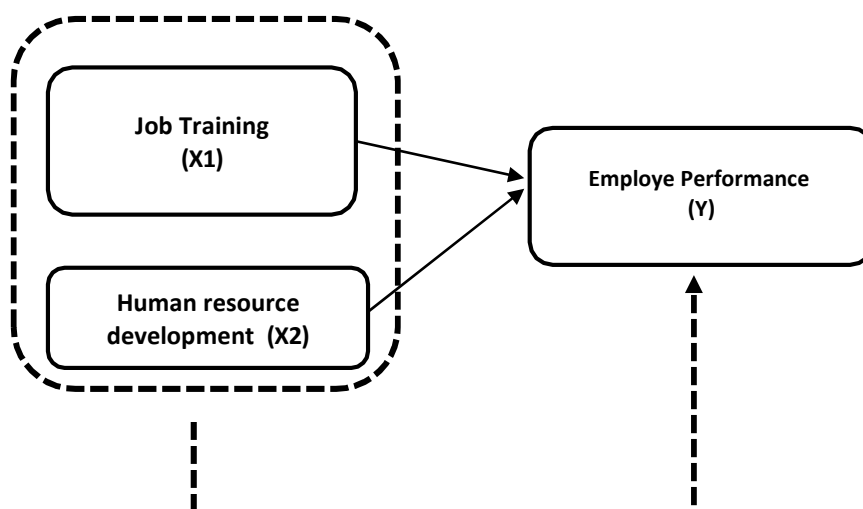 Job Training
(X1)
Employe Performance
(Y)
Human resource
development (X2)